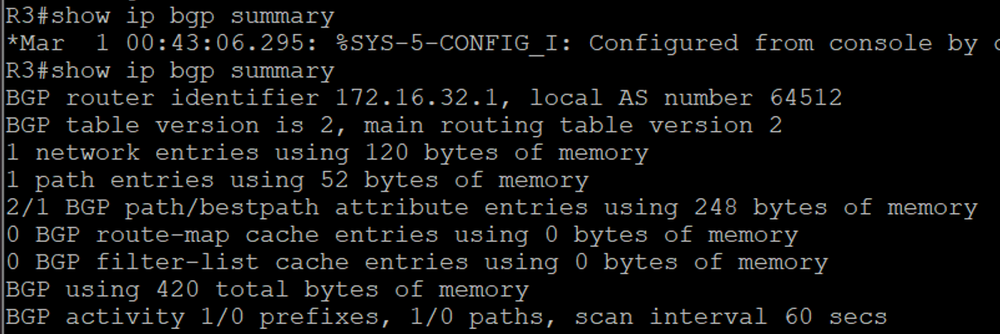 R3#show ip bgp summary
*Mar  1 00:43:06.295: %SYS-5-CONFIG_I: Configured from console by
R3#show ip bgp summary
BGP router identifier 172.16.32.1, local AS number 64512
BGP table version is 2, main routing table version 2
1 network entries using 120 bytes of memory
1 path entries using 52 bytes of memory
2/1 BGP path/bestpath attribute entries using 248 bytes of memory
0 BGP route-map cache entries using 0 bytes of memory
0 BGP filter-list cache entries using 0 bytes of memory
BGP using 420 total bytes of memory
BGP activity 1/0 prefixes, 1/0 paths, scan interval 60 secs